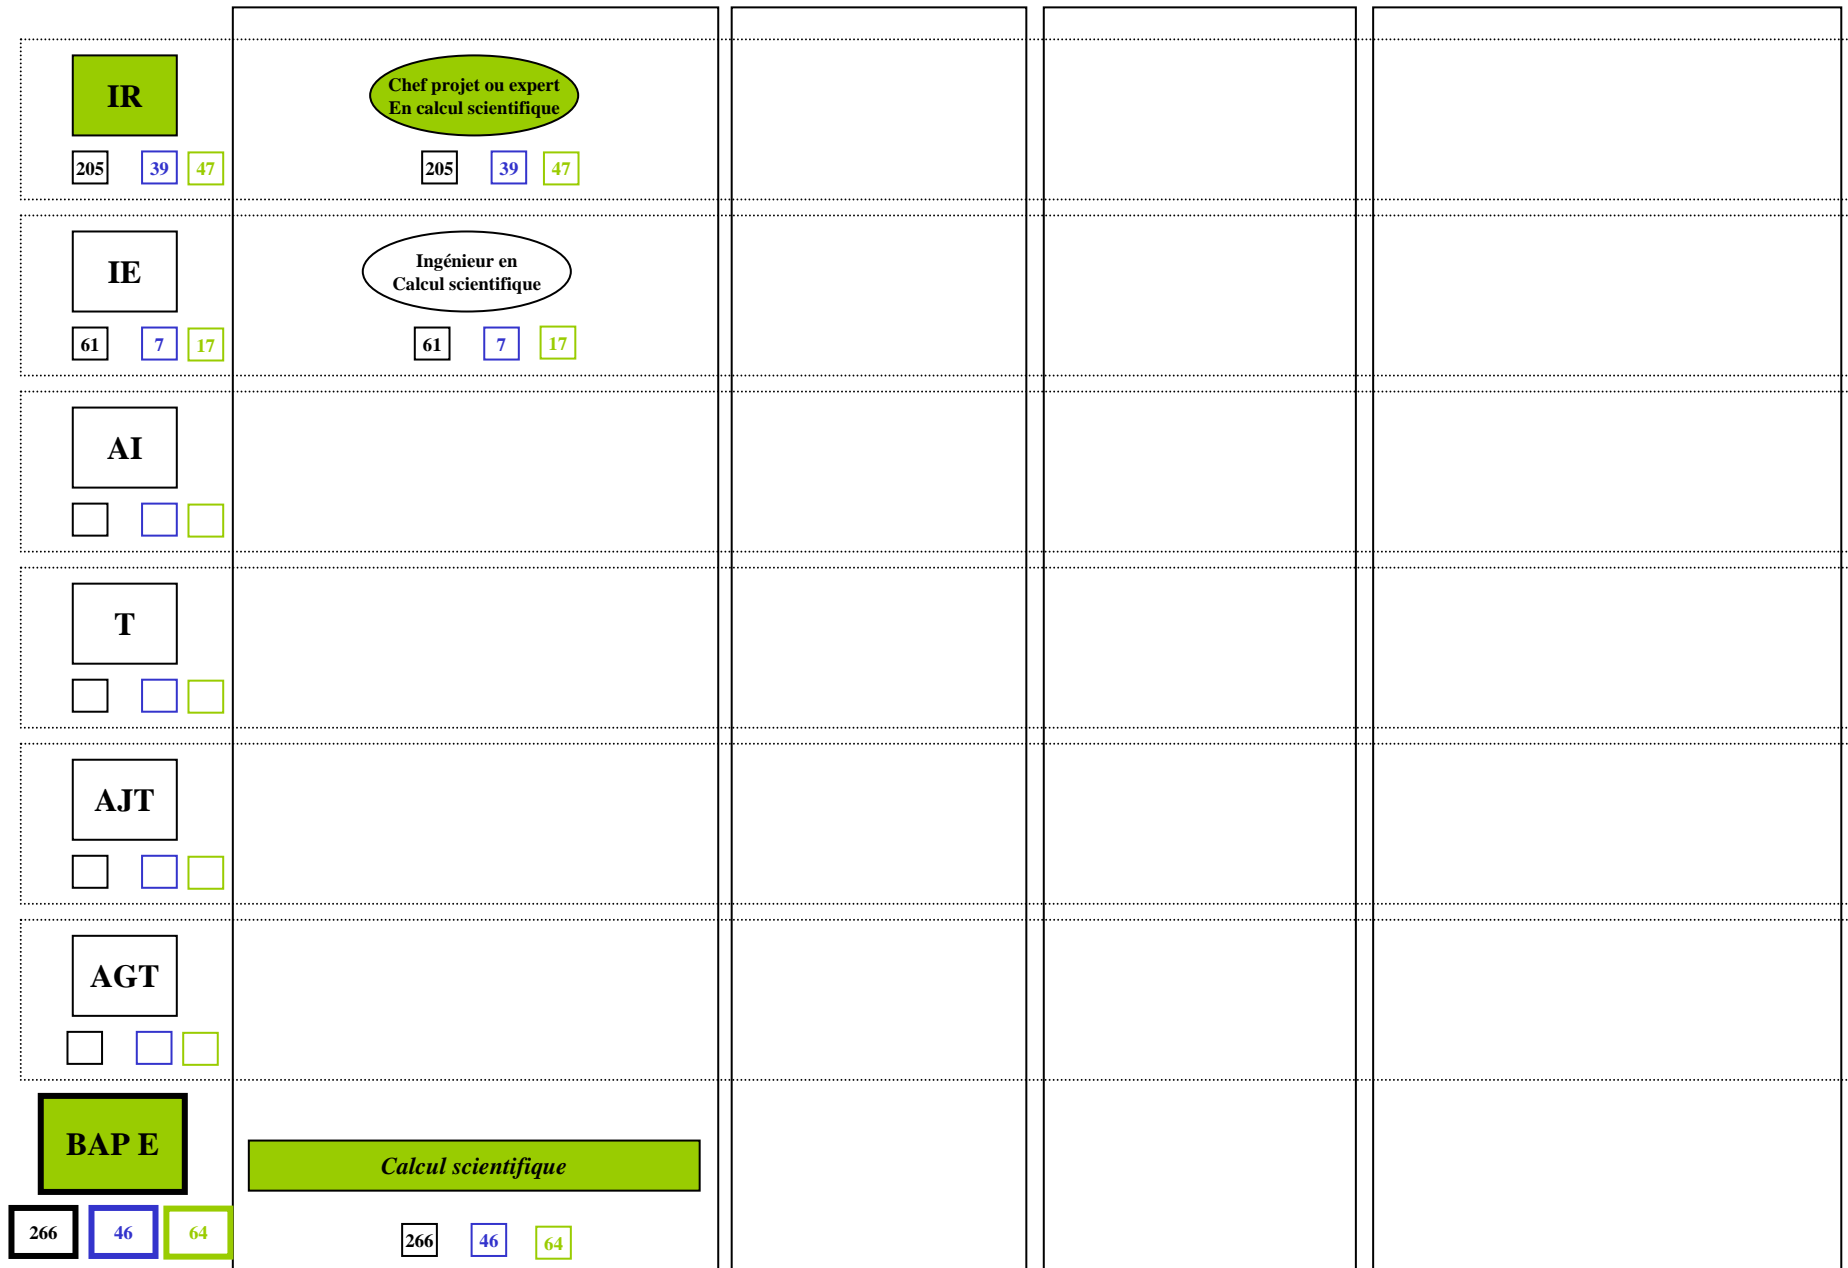 IR
Chef projet ou expert
En calcul scientifique
205 39 47
205 39 47
IE
Ingénieur en
Calcul scientifique
61 7 17
61 7 17
AI
T
AJT
AGT
BAP E
Calcul scientifique
266 46 64
266 46 64